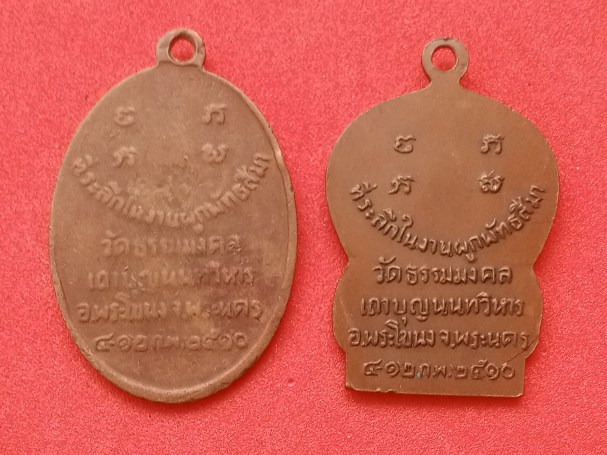 ที่ระลึกในงานผูกพัทธสีมา
วัดธรรมมงคล
เถาบุญนนทวิหาร
อ.พระโขนง จ.พระนคร
๔-๑๒ ก.พ. ๒๕๑๐
ที่ระลึกในงานผูกพัทธสีมา
วัดธรรมมงคล
เถาบุญนนทวิหาร
อ.พระโขนง จ.พระนคร
๔-๑๒ ก.พ. ๒๕๑๐